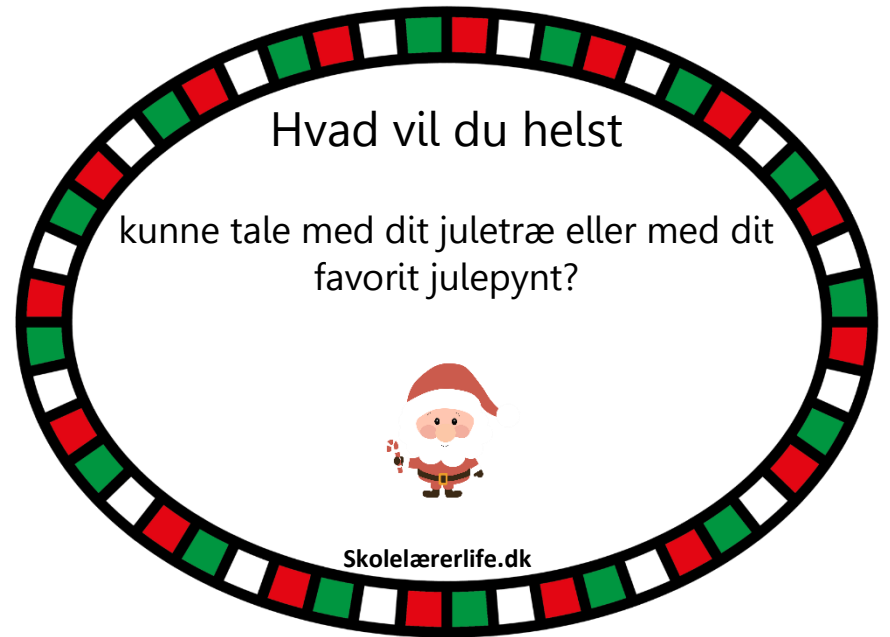 Hvad vil du helst
kunne tale med dit juletræ eller med dit
favorit julepynt?
Skolelærerlife.dk